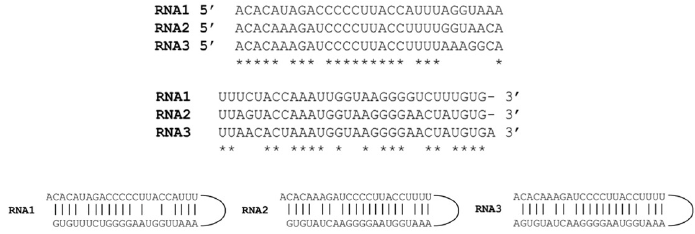 RNA1 5’ ACACAUAGACCCCCUUACCAUUUAGGUAAA
RNA2 5’ ACACAAAGAUCCCCUUACCUUUUGGUAACA
RNA3 5’ ACACAAAGAUCCCCUUACCUUUUAAAGGCA
***** *** ********* *** *
RNA1 UUUCUACCAAAUUGGUAAGGGGUCUUUGUG- 3’
RNA2 UUAGUACCAAAUGGUAAGGGGAACUAUGUG- 3’
RNA3 UUAACACUAAAUGGUAAGGGGAACUAUGUGA 3’
** * **** * * *** ** ****
RNA1 ACACAUAGACCCCCUUACCAUUU
GUGUUUCUGGGGAAUGGUUAAA
RNA2 ACACAAAGAUCCCCUUACCUUUU
GUGUAUCAAGGGGAAUGGUAAA
RNA3 ACACAAAGAUCCCCUUACCUUUU
AGUGUAUCAAGGGGAAUGGUAAA